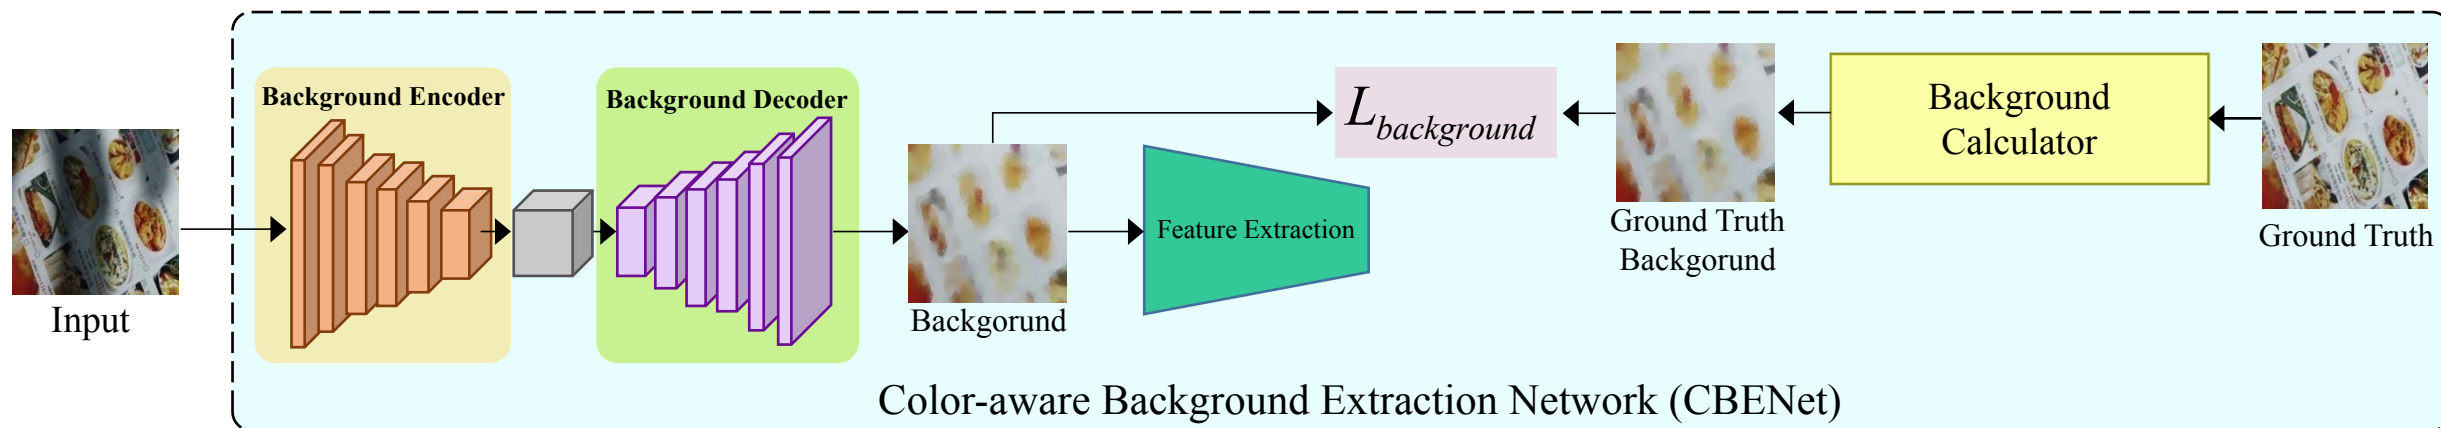 Input
Background Encoder
Background Decoder
Backgorund
Feature Extraction
L background
Ground Truth
Backgorund
Background
Calculator
Ground Truth
Color-aware Background Extraction Network (CBENet)